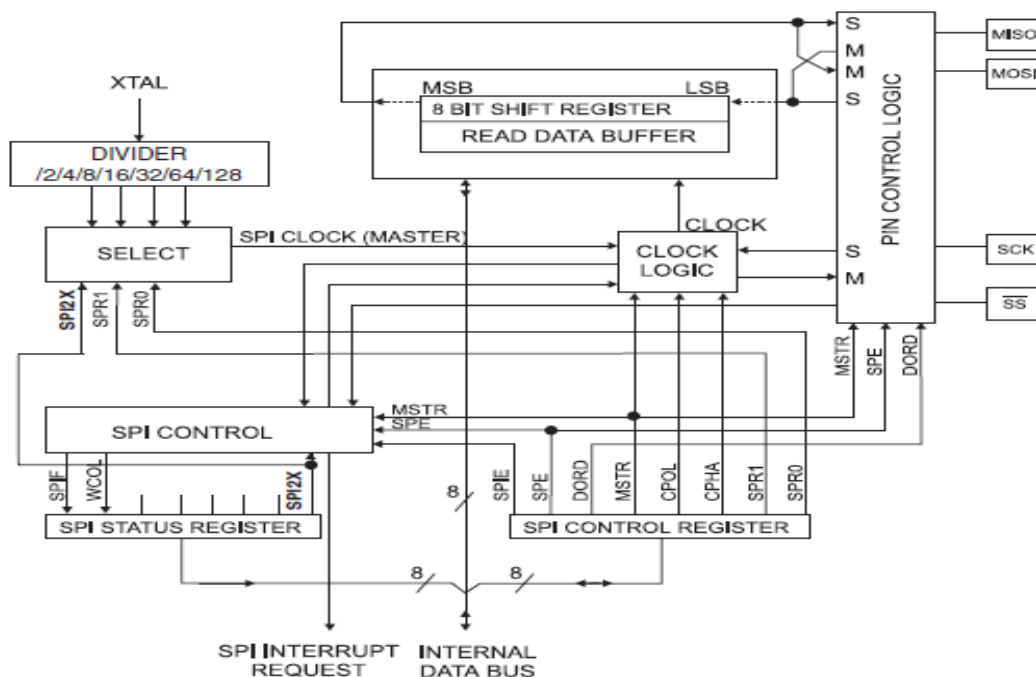 S
MISO
M
M
MOSI
XTAL
MSB
LSB
S
8 BIT SHIFT REGISTER
READ DATA BUFFER
DIVIDER
/2/4/8/16/32/64/128
PIN CONTROL LOGIC
CLOCK
SPI CLOCK (MASTER)
SELECT
CLOCK
LOGIC
S
SCK
M
SS
SPI2X
SPR1
SPR0
MSTR
SPE
DORD
MSTR
SPE
SPI CONTROL
SPIF
WCOL
SPI2X
8
SPIE
SPE
DORD
MSTR
CPOL
CPHA
SPR1
SPR0
SPI STATUS REGISTER
SPI CONTROL REGISTER
8
8
SPI INTERRUPT
REQUEST
INTERNAL
DATA BUS